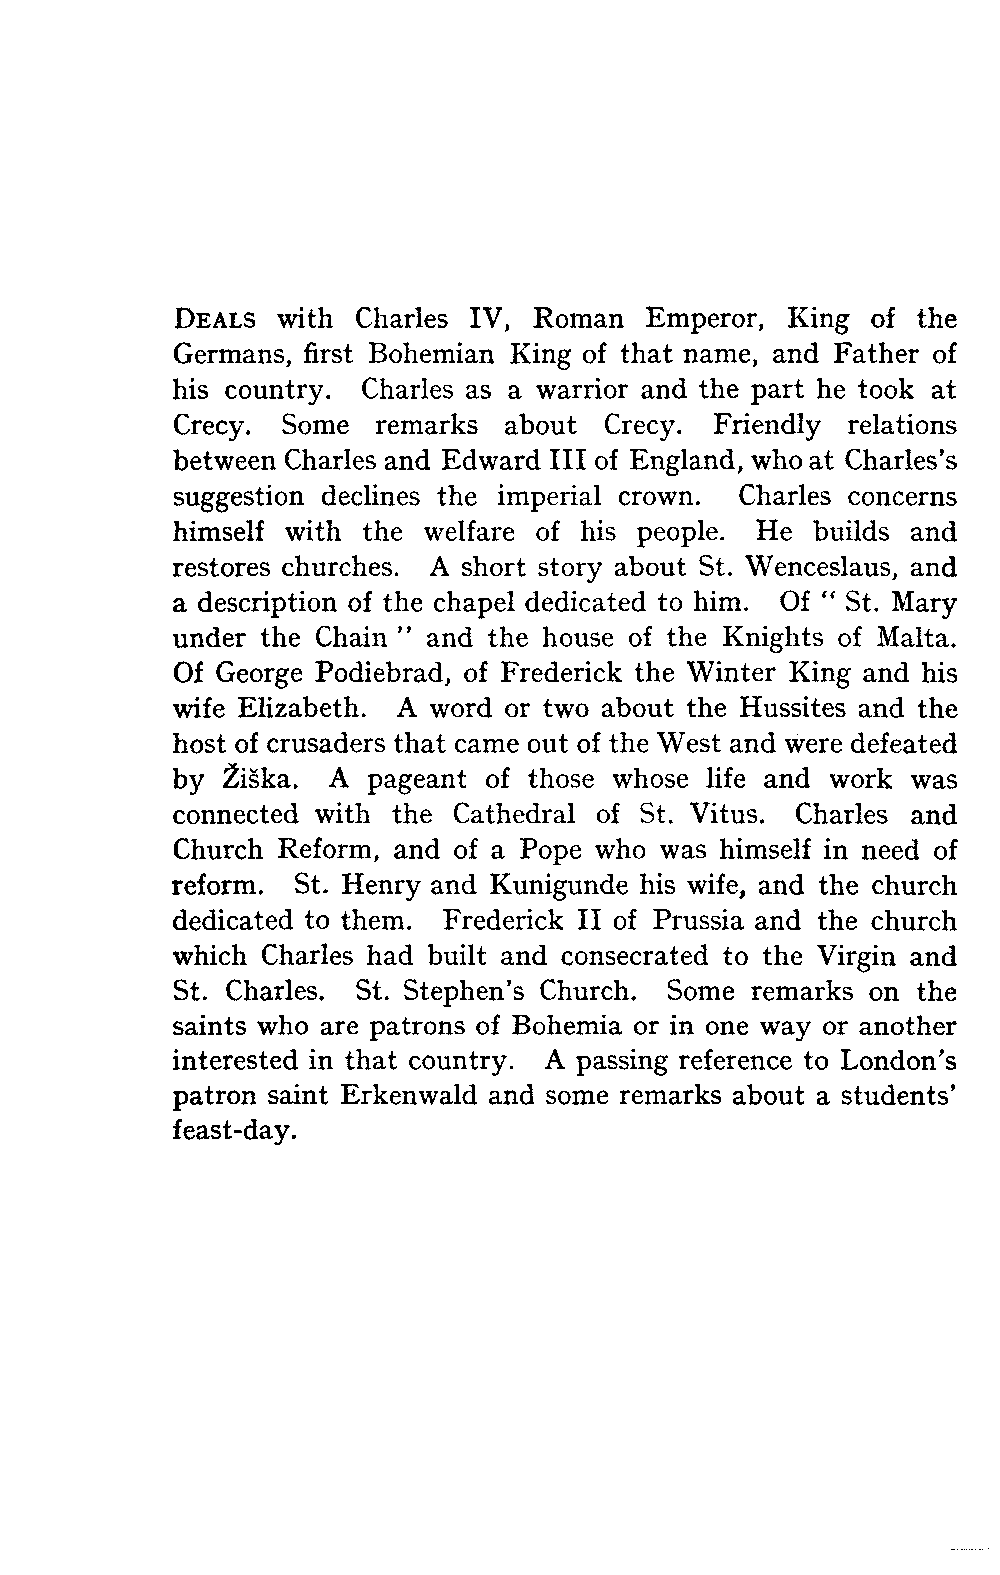 DEALS with Charles IV, Roman Emperor, King of the
Germans, first Bohemian King of that name, and Father of
his country. Charles as a warrior and the part he took at
Crecy. Some remarks about Crecy. Friendly relations
between Charles and Edward III of England, who at Charles's
suggestion declines the imperial crown. Charles concerns
himself with the welfare of his people. He builds and
restores churches. A short story about St. Wenceslaus, and
a description of the chapel dedicated to him. Of “ St. Mary
under the Chain ” and the house of the Knights of Malta.
Of George Podiebrad, of Frederick the Winter King and his
wife Elizabeth. A word or two about the Hussites and the
host of crusaders that came out of the West and were defeated
by Žiška. A pageant of those whose life and work was
connected with the Cathedral of St. Vitus. Charles and
Church Reform, and of a Pope who was himself in need of
reform. St. Henry and Kunigunde his wife, and the church
dedicated to them. Frederick II of Prussia and the church
which Charles had built and consecrated to the Virgin and
St. Charles. St. Stephen's Church. Some remarks on the
saints who are patrons of Bohemia or in one way or another
interested in that country. A passing reference to London's
patron saint Erkenwald and some remarks about a students'
feast-day.